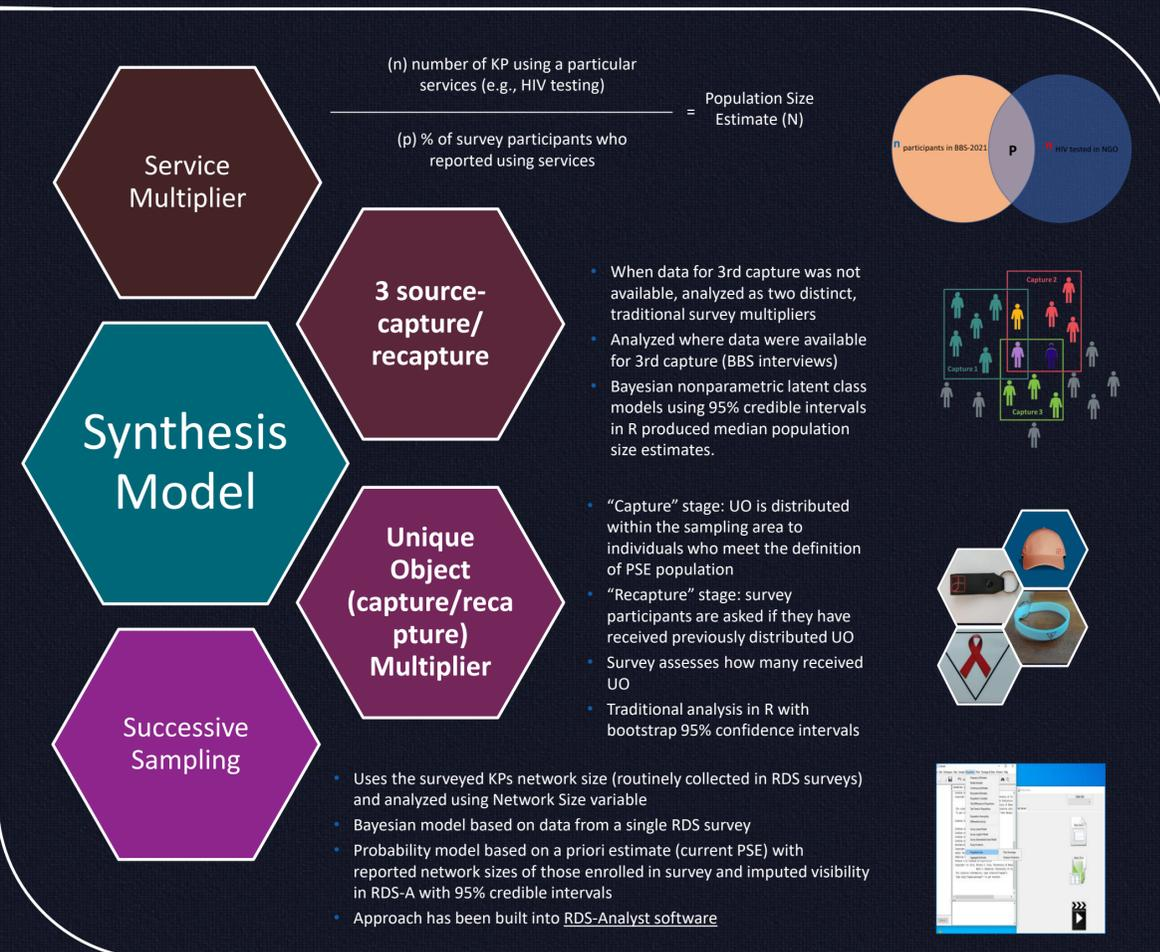 (n) number of KP using a particular
services (e.g., HIV testing)
(p) % of survey participants who
reported using services
=
Population Size
Estimate (N)
n participants in BBS-2021
P
n HIV tested in NGO
Service
Multiplier
3 source-
capture/
recapture
• When data for 3rd capture was not
available, analyzed as two distinct,
traditional survey multipliers
• Analyzed where data were available
for 3rd capture (BBS interviews)
• Bayesian nonparametric latent class
models using 95% credible intervals
in R produced median population
size estimates.
Capture 2
Capture 1
Capture 3
Synthesis
Model
Unique
Object
(capture/reca
pture)
Multiplier
• “Capture” stage: UO is distributed
within the sampling area to
individuals who meet the definition
of PSE population
• “Recapture” stage: survey
participants are asked if they have
received previously distributed UO
• Survey assesses how many received
UO
• Traditional analysis in R with
bootstrap 95% confidence intervals
Successive
Sampling
• Uses the surveyed KPs network size (routinely collected in RDS surveys)
and analyzed using Network Size variable
• Bayesian model based on data from a single RDS survey
• Probability model based on a priori estimate (current PSE) with
reported network sizes of those enrolled in survey and imputed visibility
in RDS-A with 95% credible intervals
• Approach has been built into RDS-Analyst software